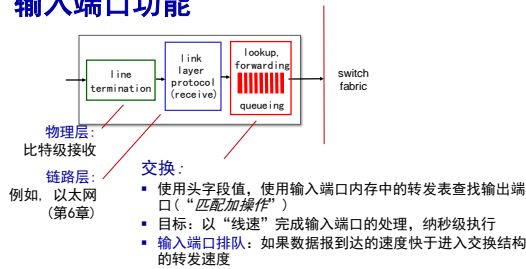 输入端口功能
line
termination
link
layer
protocol
(receive)
lookup,
forwarding
queueing
switch
fabric
物理层：
比特级接收
链路层：
例如，以太网
(第6章)
交换：
▪ 使用头字段值，使用输入端口内存中的转发表查找输出端
口(“匹配加操作”)
▪ 目标：以“线速”完成输入端口的处理，纳秒级执行
▪ 输入端口排队：如果数据报到达的速度快于进入交换结构
的转发速度